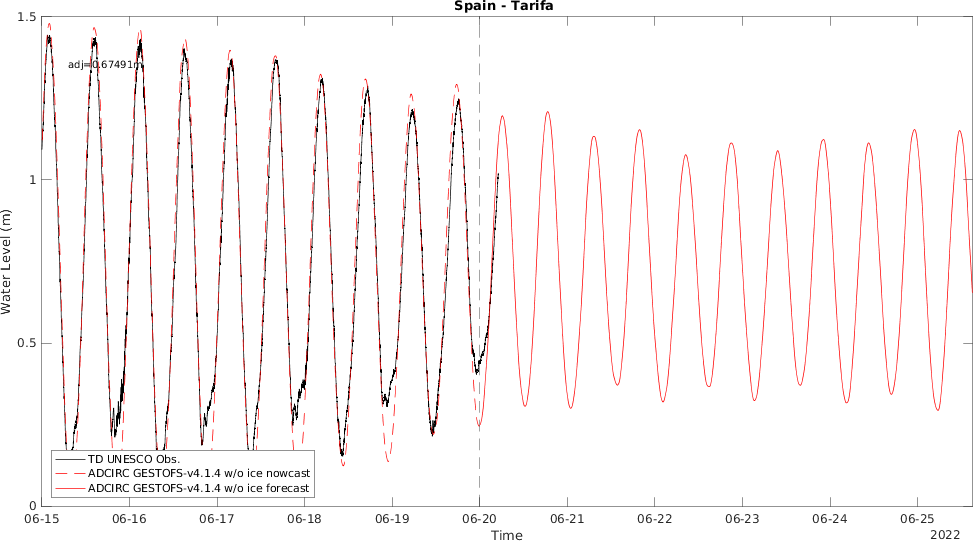 Spain - Tarifa
1.5
adj=0.67491m
1
Water Level (m)
0.5
TD UNESCO Obs.
ADCIRC GESTOFS-v4.1.4 w/o ice nowcast
ADCIRC GESTOFS-v4.1.4 w/o ice forecast
0
06-15 06-16 06-17 06-18 06-19 06-20 06-21 06-22 06-23 06-24 06-25
Time
2022